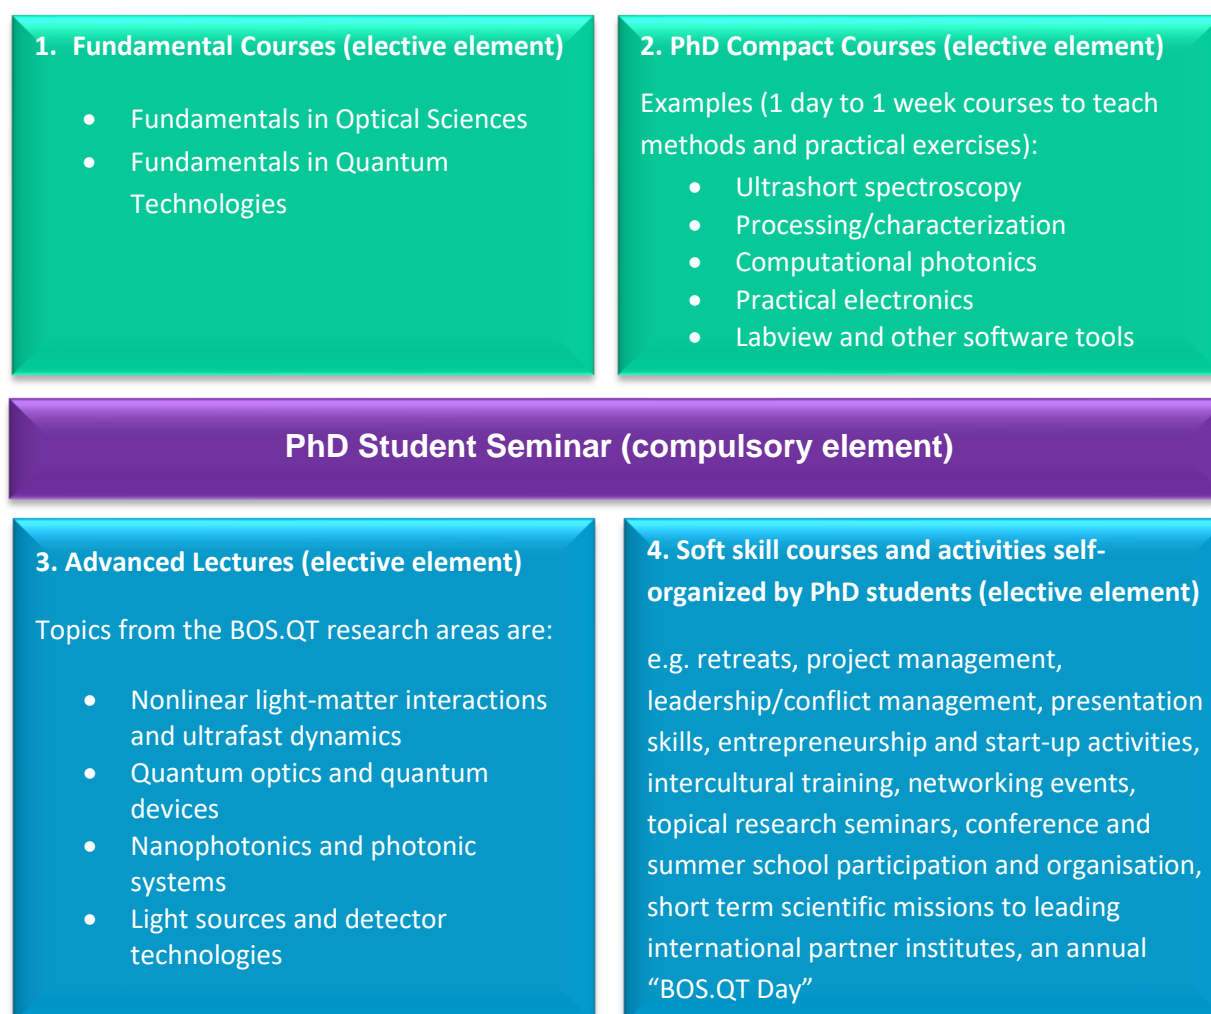 1. Fundamental Courses (elective element)
• Fundamentals in Optical Sciences
• Fundamentals in Quantum
Technologies
2. PhD Compact Courses (elective element)
Examples (1 day to 1 week courses to teach
methods and practical exercises):
• Ultrashort spectroscopy
• Processing/characterization
• Computational photonics
• Practical electronics
• Labview and other software tools
PhD Student Seminar (compulsory element)
3. Advanced Lectures (elective element)
Topics from the BOS.QT research areas are:
• Nonlinear light-matter interactions
and ultrafast dynamics
• Quantum optics and quantum
devices
• Nanophotonics and photonic
systems
• Light sources and detector
technologies
4. Soft skill courses and activities self-
organized by PhD students (elective element)
e.g. retreats, project management,
leadership/conflict management, presentation
skills, entrepreneurship and start-up activities,
intercultural training, networking events,
topical research seminars, conference and
summer school participation and organisation,
short term scientific missions to leading
international partner institutes, an annual
“BOS.QT Day”